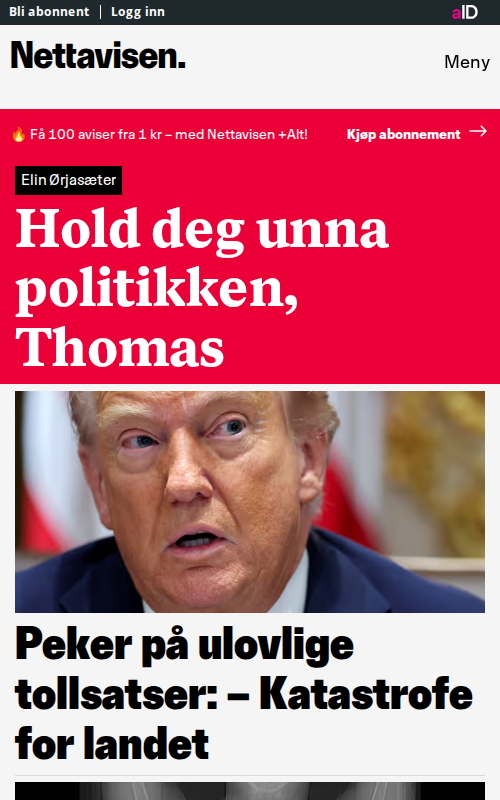 Bli abonnent | Logg inn
aID
Nettavisen.
Meny
🔥 Få 100 aviser fra 1 kr – med Nettavisen +Alt!
Kjøp abonnement →
Elin Ørjasæter
Hold deg unna
politikken,
Thomas
Peker på ulovlige
tollsatser: – Katastrofe
for landet